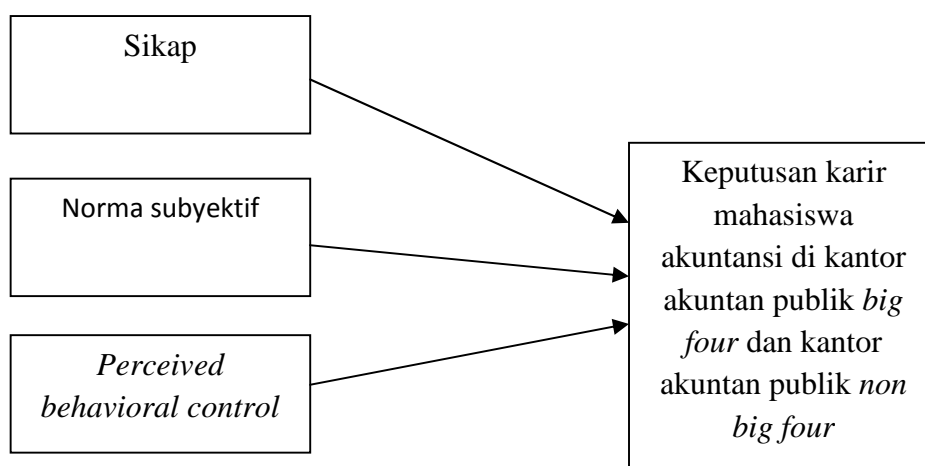 Sikap
Norma subyektif
Perceived
behavioral control
Keputusan karir
mahasiswa
akuntansi di kantor
akuntan publik big
four dan kantor
akuntan publik non
big four